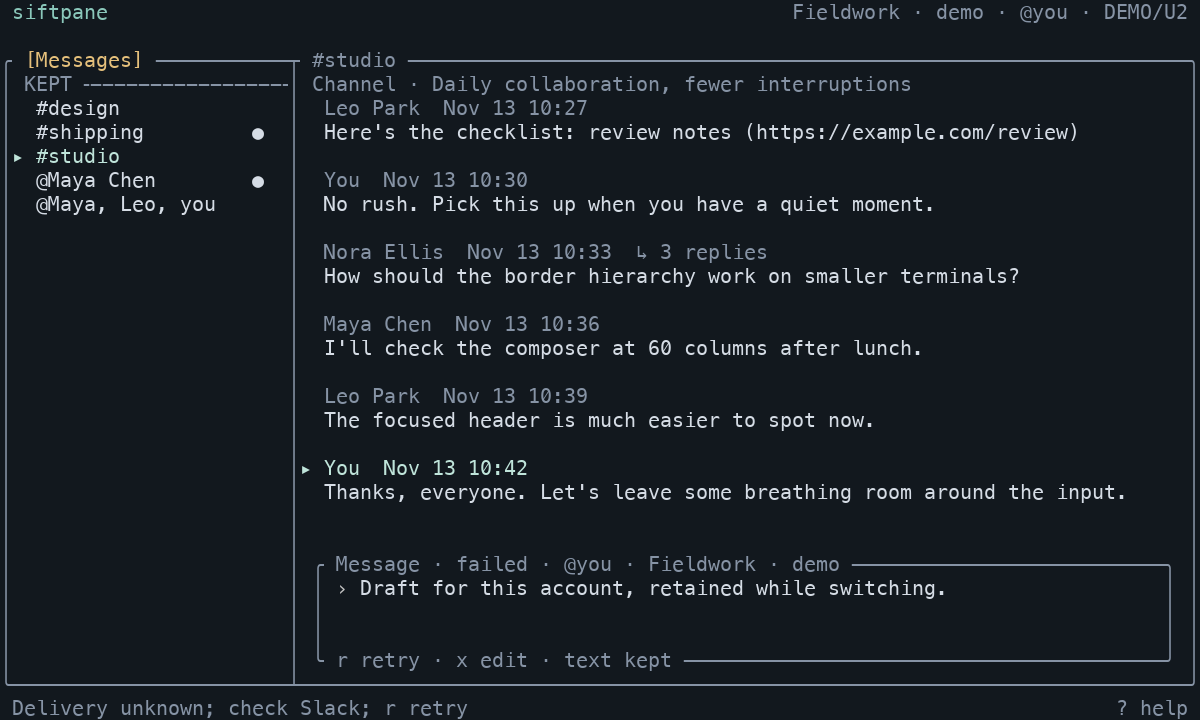 siftpane Fieldwork · demo · @you · DEMO/U2
[Messages]
KEPT
#design
#shipping ●
▸ #studio
@Maya Chen ●
@Maya, Leo, you
#studio
Channel · Daily collaboration, fewer interruptions
Leo Park Nov 13 10:27
Here's the checklist: review notes (https://example.com/review)
You Nov 13 10:30
No rush. Pick this up when you have a quiet moment.
Nora Ellis Nov 13 10:33 ↳ 3 replies
How should the border hierarchy work on smaller terminals?
Maya Chen Nov 13 10:36
I'll check the composer at 60 columns after lunch.
Leo Park Nov 13 10:39
The focused header is much easier to spot now.
▸ You Nov 13 10:42
Thanks, everyone. Let's leave some breathing room around the input.
Message · failed · @you · Fieldwork · demo
› Draft for this account, retained while switching.
r retry · x edit · text kept
Delivery unknown; check Slack; r retry ? help